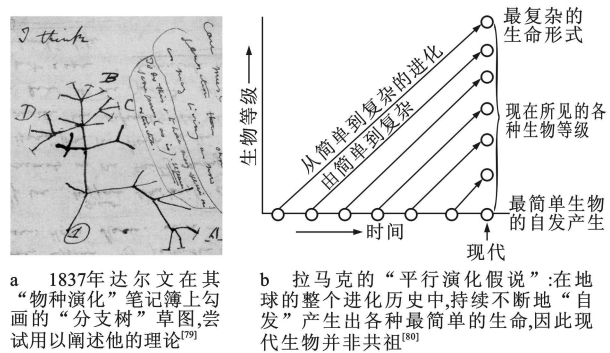 I think
B
D
C
A
1
最复杂的
生命形式
生物等级
从简单到复杂的进化
由简单到复杂
现在所见的各
种生物等级
最简单生物
的自发产生
时间
现代
a 1837年达尔文在其
“物种演化”笔记簿上勾
画的“分支树”草图,尝
试用以阐述他的理论[79]
b 拉马克的“平行演化假说”:在地
球的整个进化历史中,持续不断地“自
发”产生出各种最简单的生命,因此现
代生物并非共祖[80]